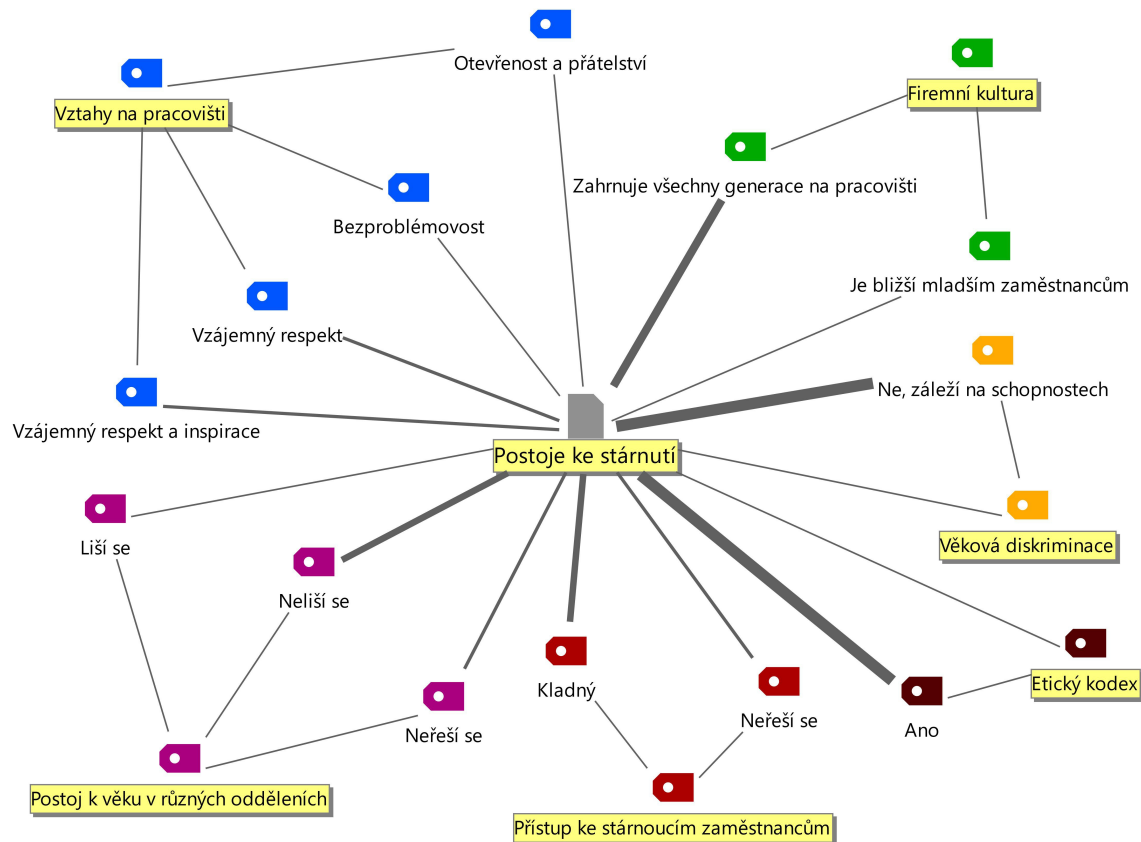 Otevřenost a přátelství
Vztahy na pracovišti
Firemní kultura
Zahrnuje všechny generace na pracovišti
Bezproblémovost
Je bližší mladším zaměstnancům
Vzájemný respekt
Ne, záleží na schopnostech
Vzájemný respekt a inspirace
Postoje ke stárnutí
Liší se
Věková diskriminace
Neliší se
Kladný
Etický kodex
Neřeší se
Neřeší se
Ano
Postoj k věku v různých odděleních
Přístup ke stárnoucím zaměstnancům